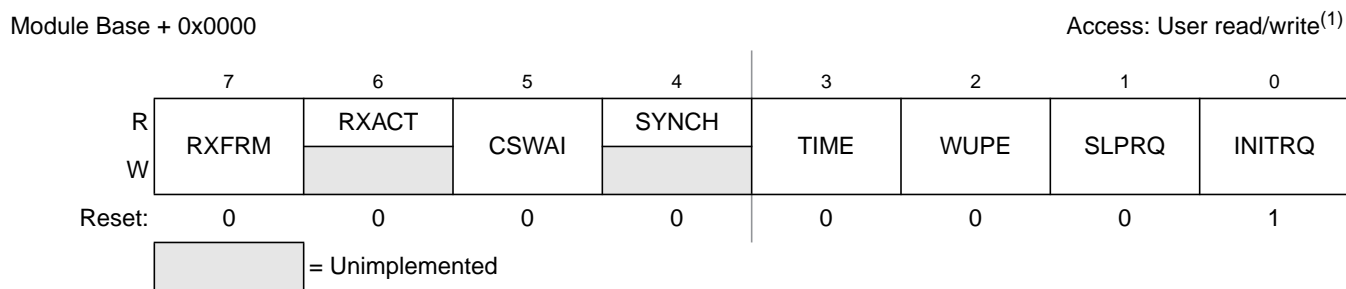 Module Base + 0x0000 Access: User read/write(1)
7 6 5 4 3 2 1 0
R RXFRM RXACT CSWAI SYNCH TIME WUPE SLPRQ INITRQ
W
Reset: 0 0 0 0 0 0 0 1
= Unimplemented